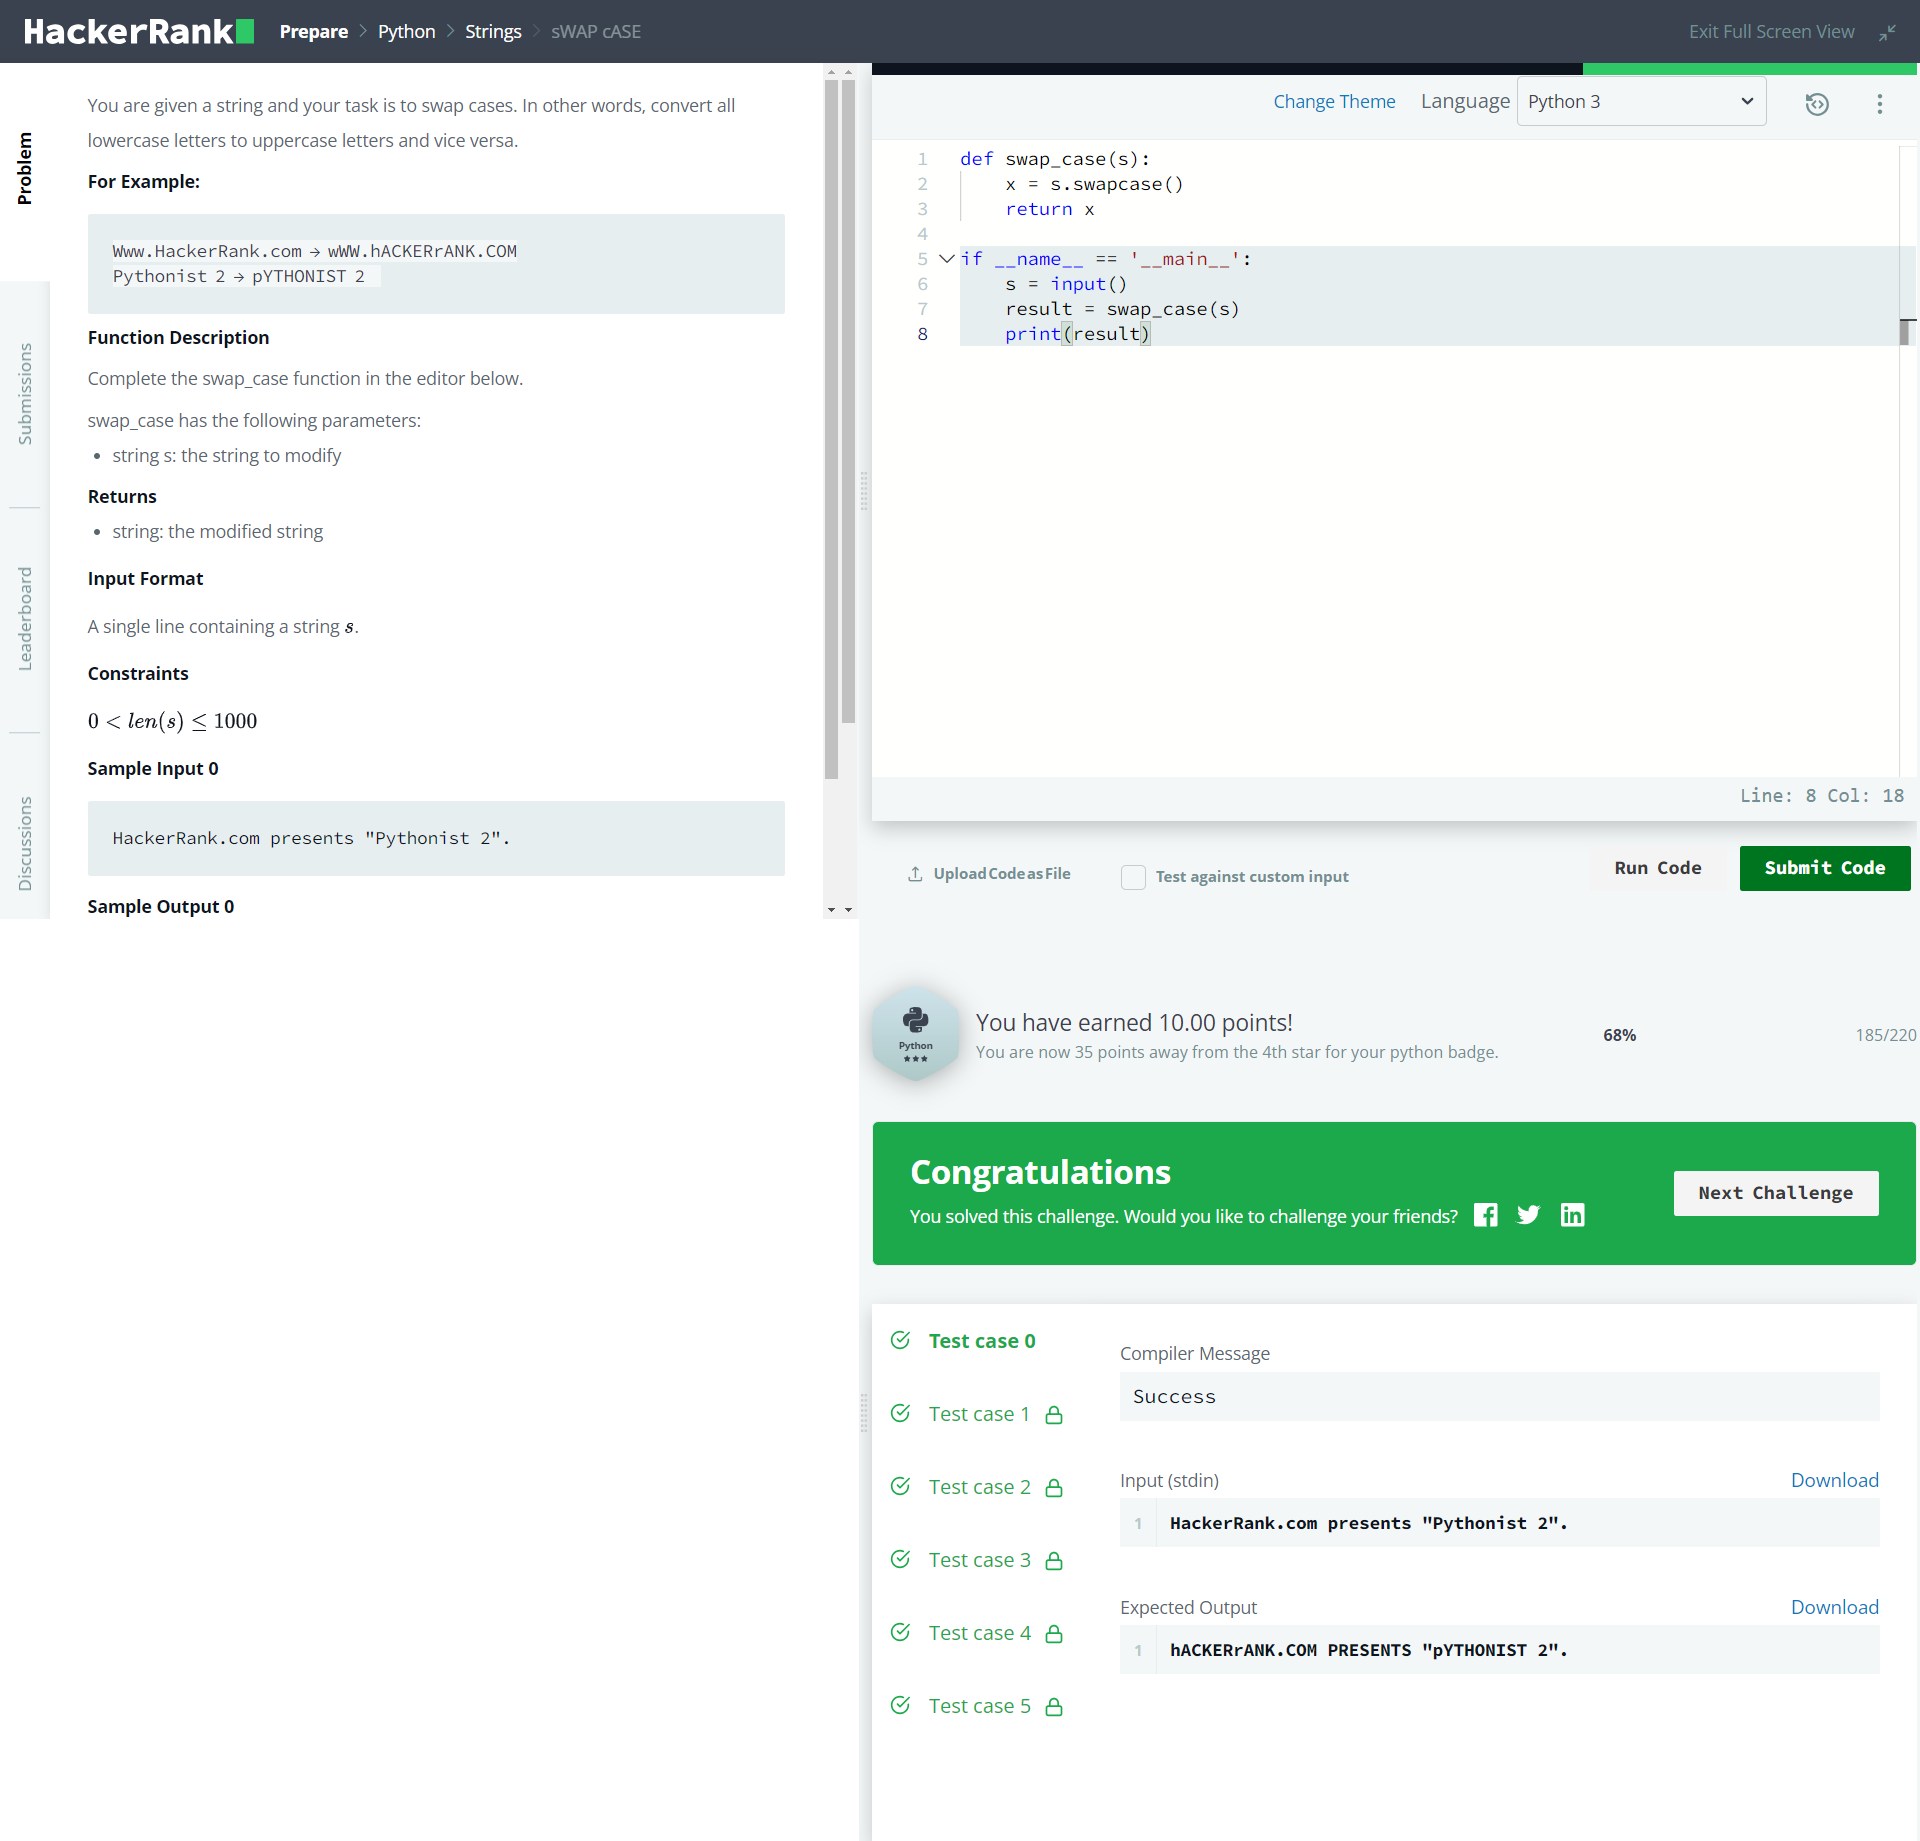 HackerRank
Prepare > Python > Strings > sWAP cASE
Exit Full Screen View
Problem
Submissions
Leaderboard
Discussions
You are given a string and your task is to swap cases. In other words, convert all
lowercase letters to uppercase letters and vice versa.
For Example:
Www.HackerRank.com → wWW.hACKERrANK.COM
Pythonist 2 → pYTHONIST 2
Function Description
Complete the swap_case function in the editor below.
swap_case has the following parameters:
• string s: the string to modify
Returns
• string: the modified string
Input Format
A single line containing a string s.
Constraints
0 < len(s) ≤ 1000
Sample Input 0
HackerRank.com presents "Pythonist 2".
Sample Output 0
Change Theme Language Python 3
1 def swap_case(s):
2     x = s.swapcase()
3     return x
4
5 if __name__ == '__main__':
6     s = input()
7     result = swap_case(s)
8     print(result)
Line: 8 Col: 18
Upload Code as File
Test against custom input
Run Code
Submit Code
Python
You have earned 10.00 points!
You are now 35 points away from the 4th star for your python badge.
68%
185/220
Congratulations
You solved this challenge. Would you like to challenge your friends?
Next Challenge
Test case 0
Test case 1
Test case 2
Test case 3
Test case 4
Test case 5
Compiler Message
Success
Input (stdin)
Download
1 HackerRank.com presents "Pythonist 2".
Expected Output
Download
1 hACKERrANK.COM PRESENTS "pYTHONIST 2".